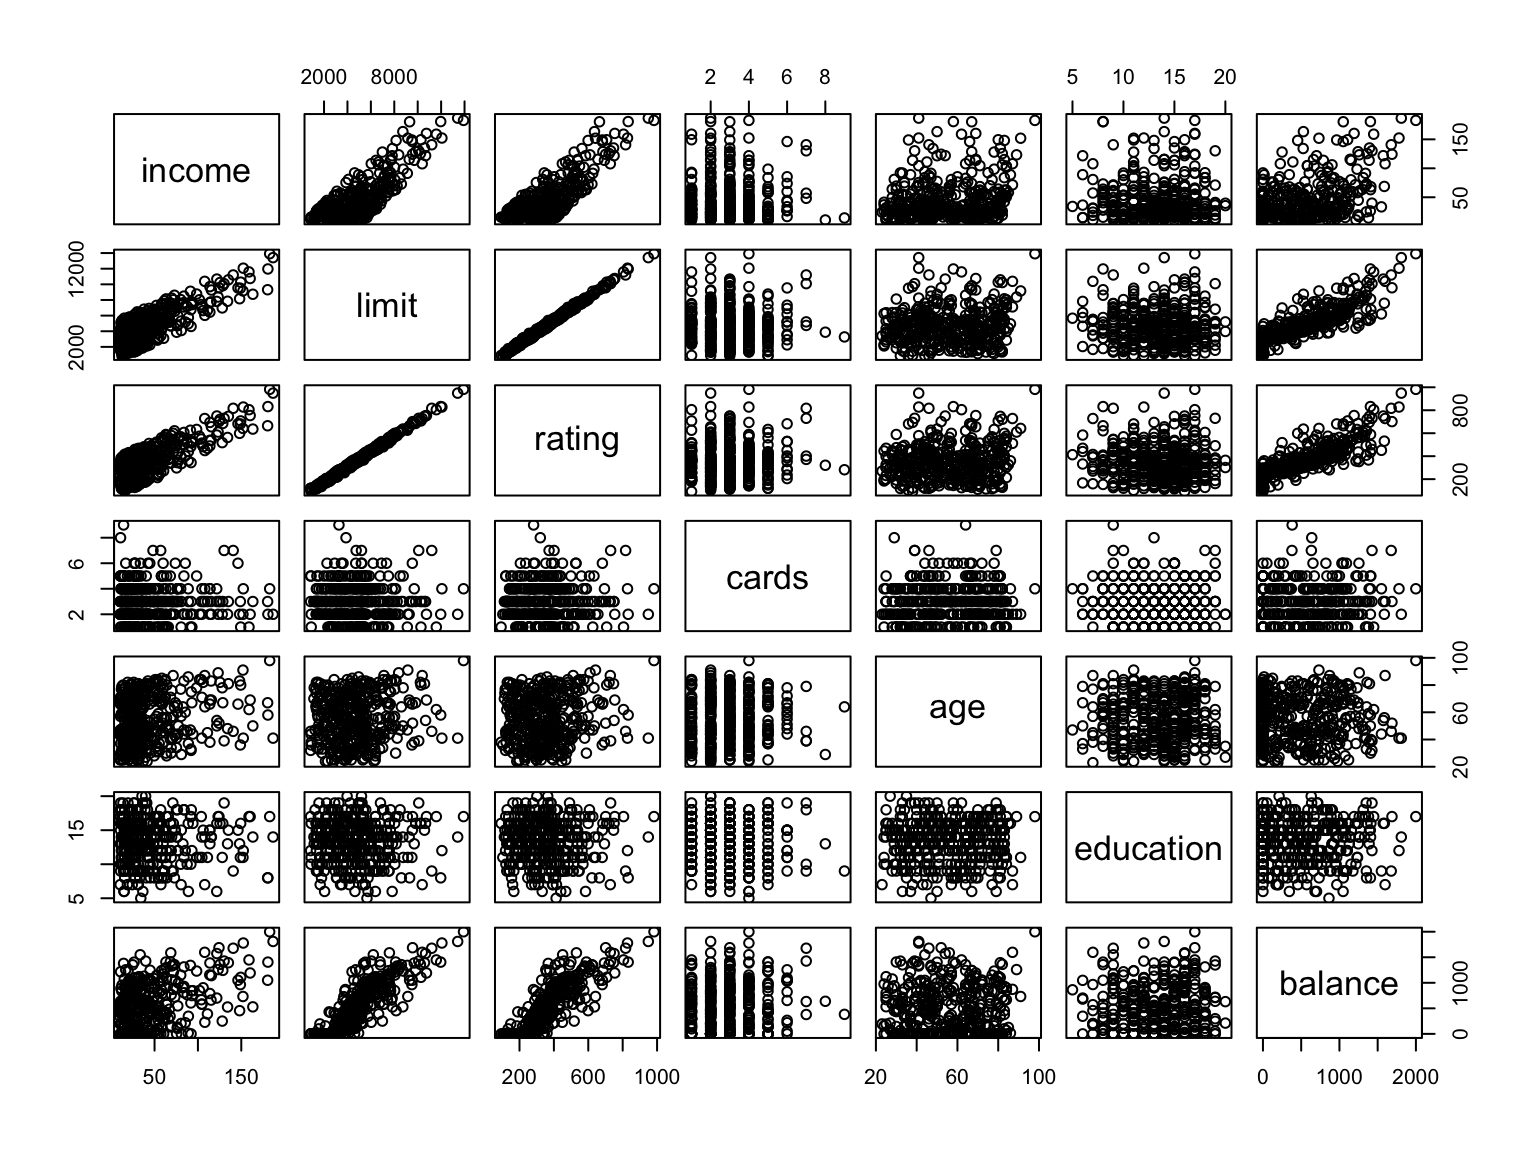 2000 8000 2 4 6 8 5 10 15 20
income 50 150
2000 12000 limit
rating 200 800
2 6 cards
age 20 60 100
5 15 education
balance 0 1000
50 150 200 600 1000 20 60 100 0 1000 2000